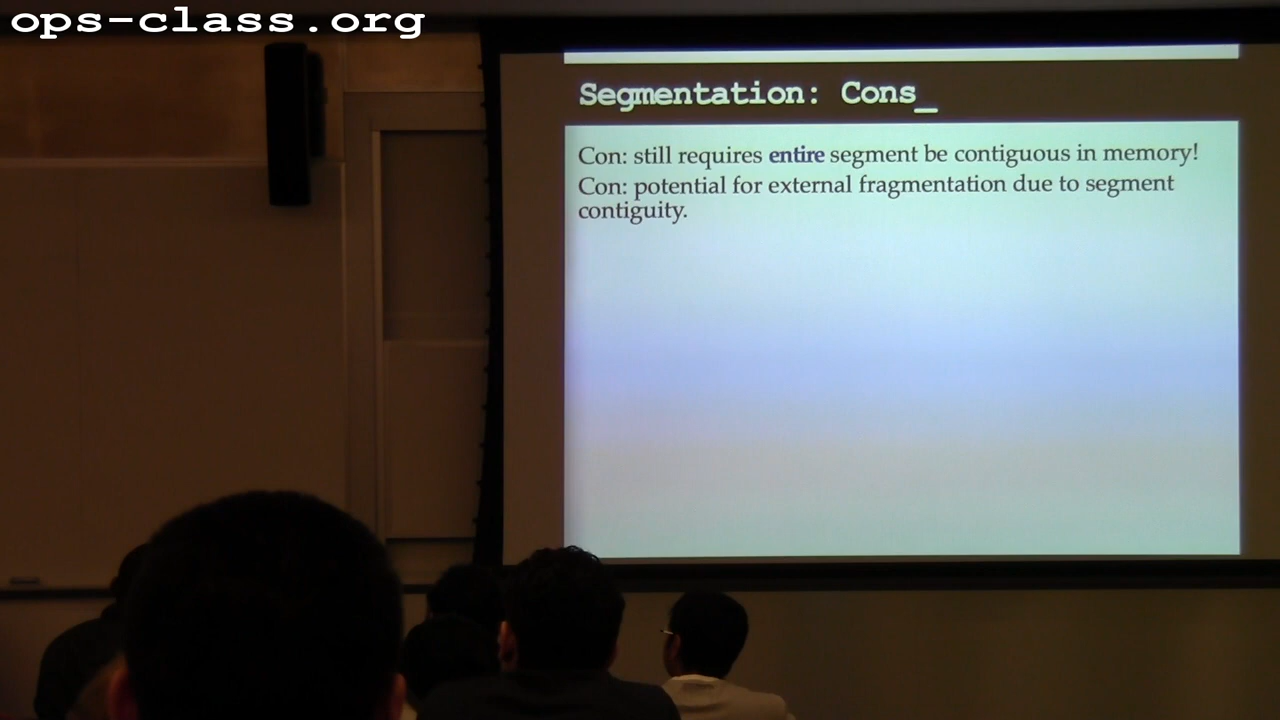 ops-class.org
Segmentation: Cons_
Con: still requires entire segment be contiguous in memory!
Con: potential for external fragmentation due to segment
contiguity.